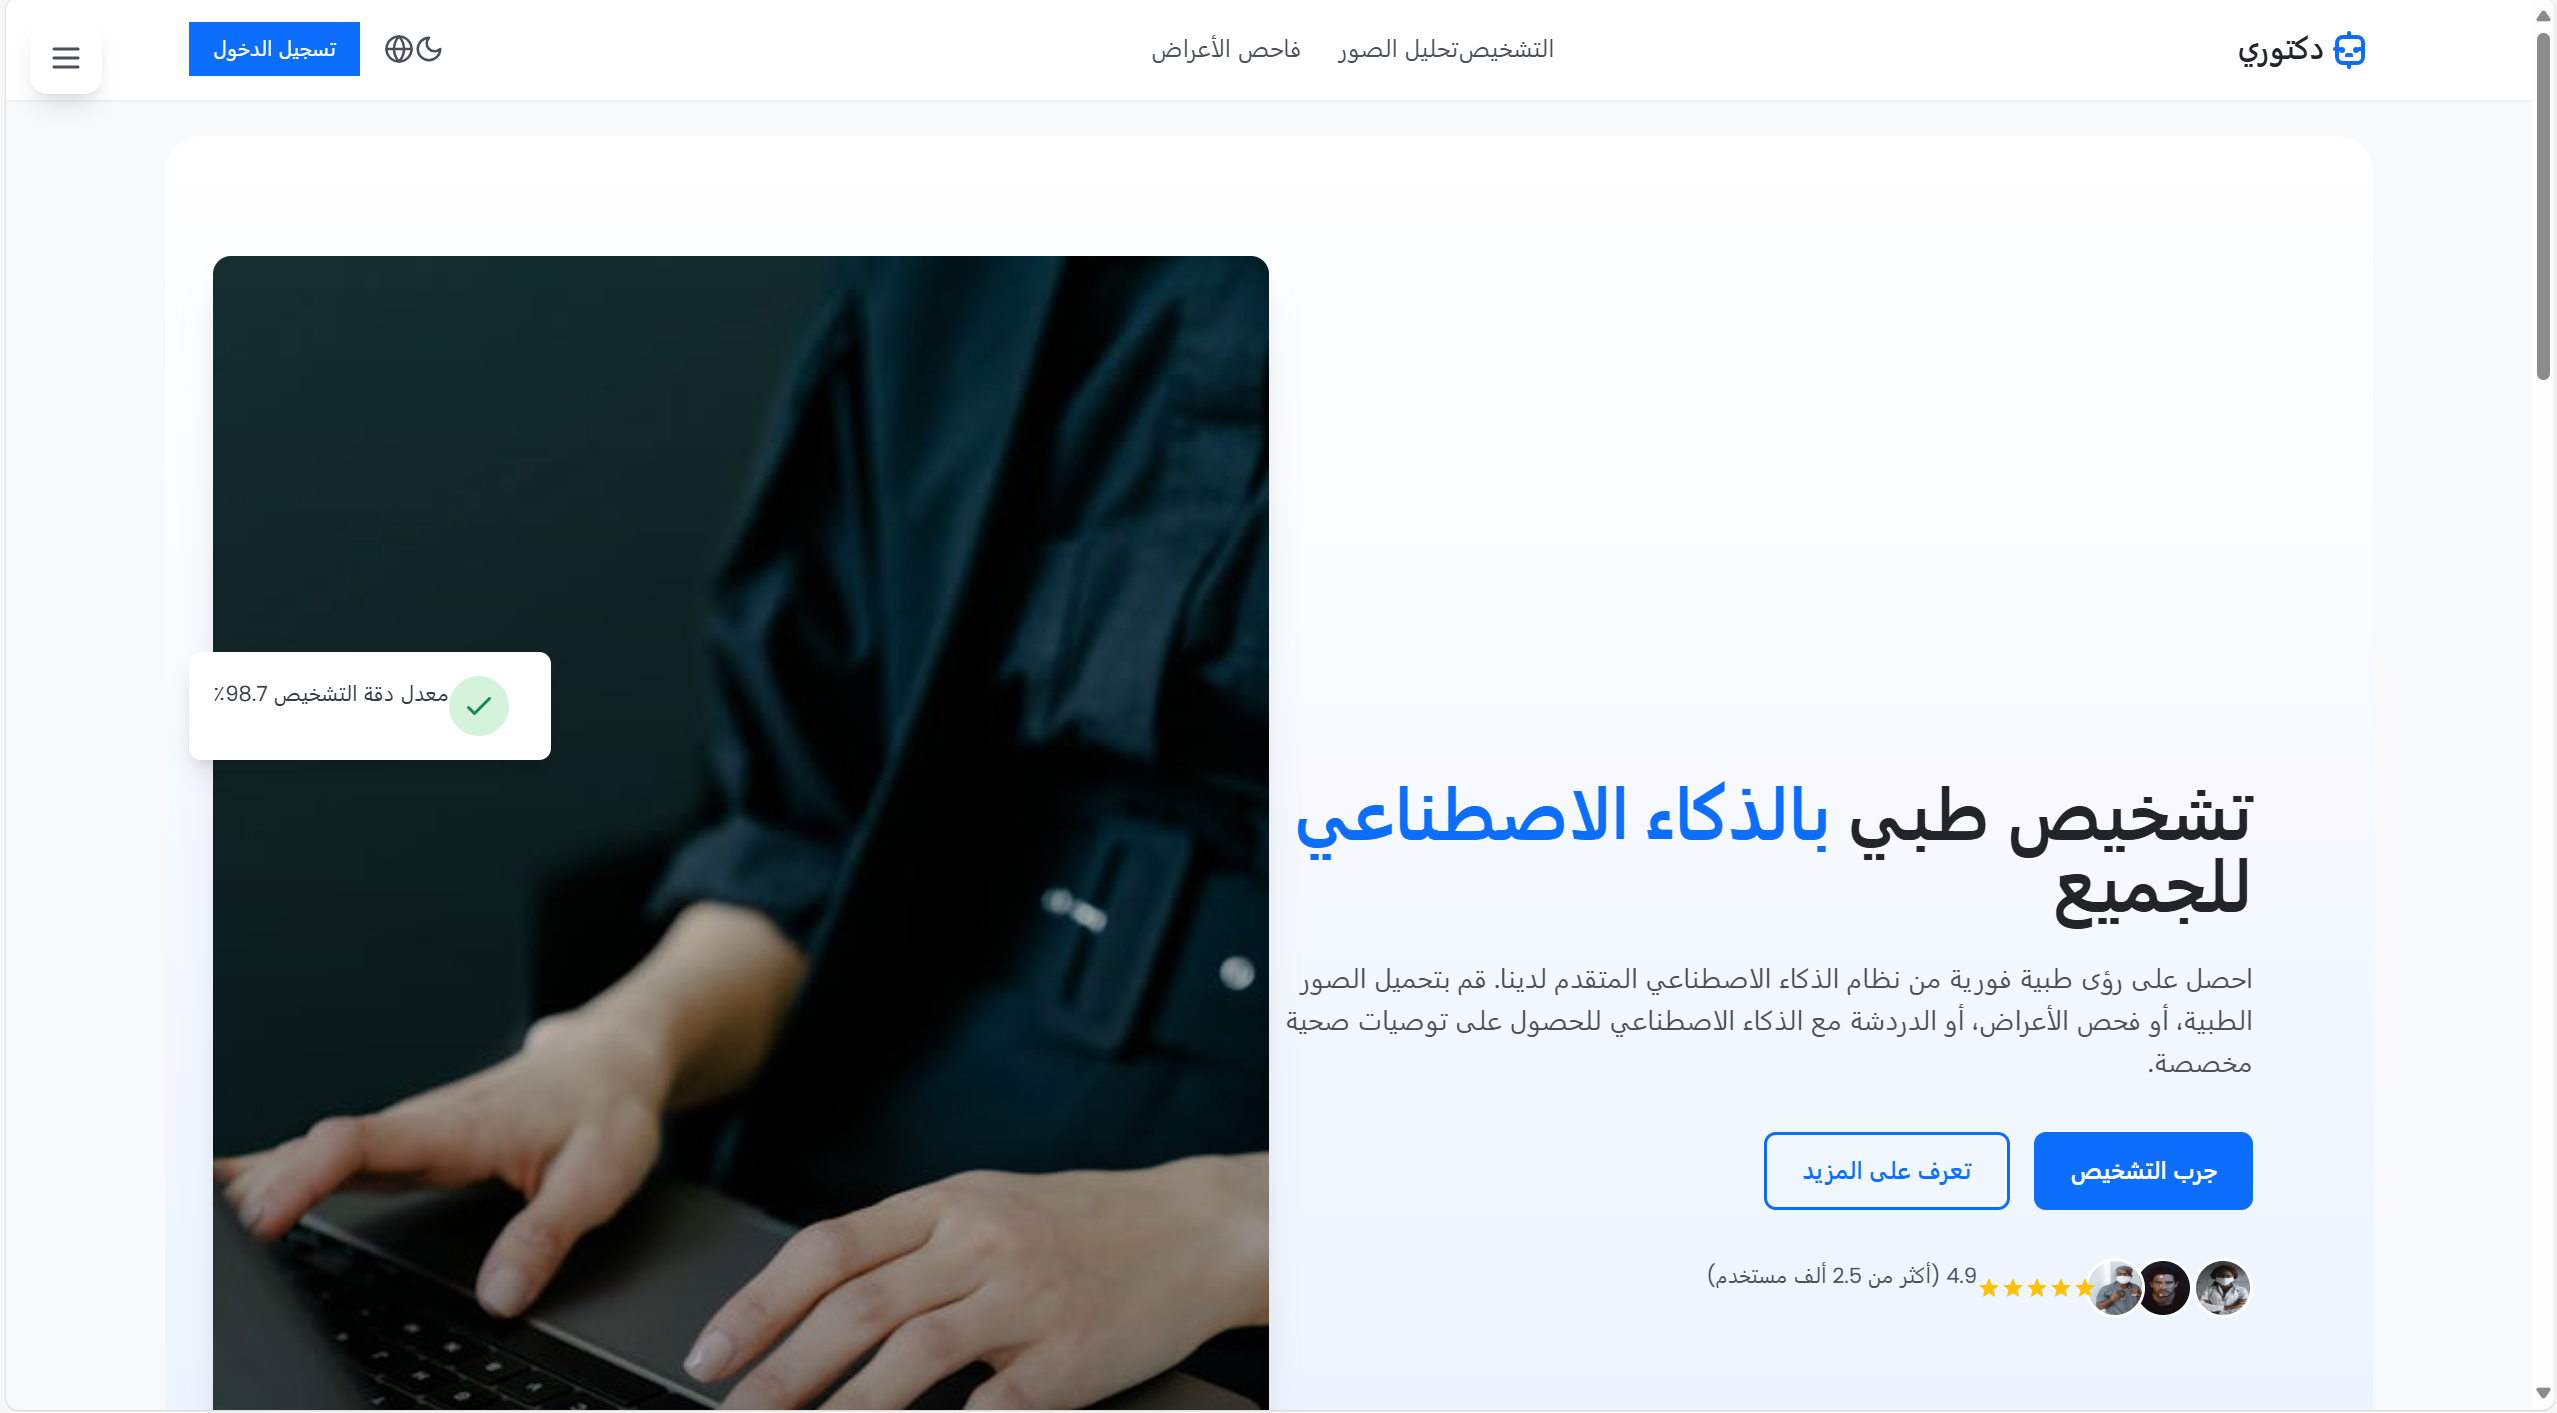 دكتوري
التشخيص
تحليل الصور
فاحص الأعراض
تسجيل الدخول
تشخيص طبي بالذكاء الاصطناعي
للجميع
احصل على رؤى طبية فورية من نظام الذكاء الاصطناعي المتقدم لدينا. قم بتحميل الصور
الطبية، أو فحص الأعراض، أو الدردشة مع الذكاء الاصطناعي للحصول على توصيات صحية
مخصصة.
جرب التشخيص
تعرف على المزيد
4.9 (أكثر من 2.5 ألف مستخدم)
معدل دقة التشخيص 98.7٪